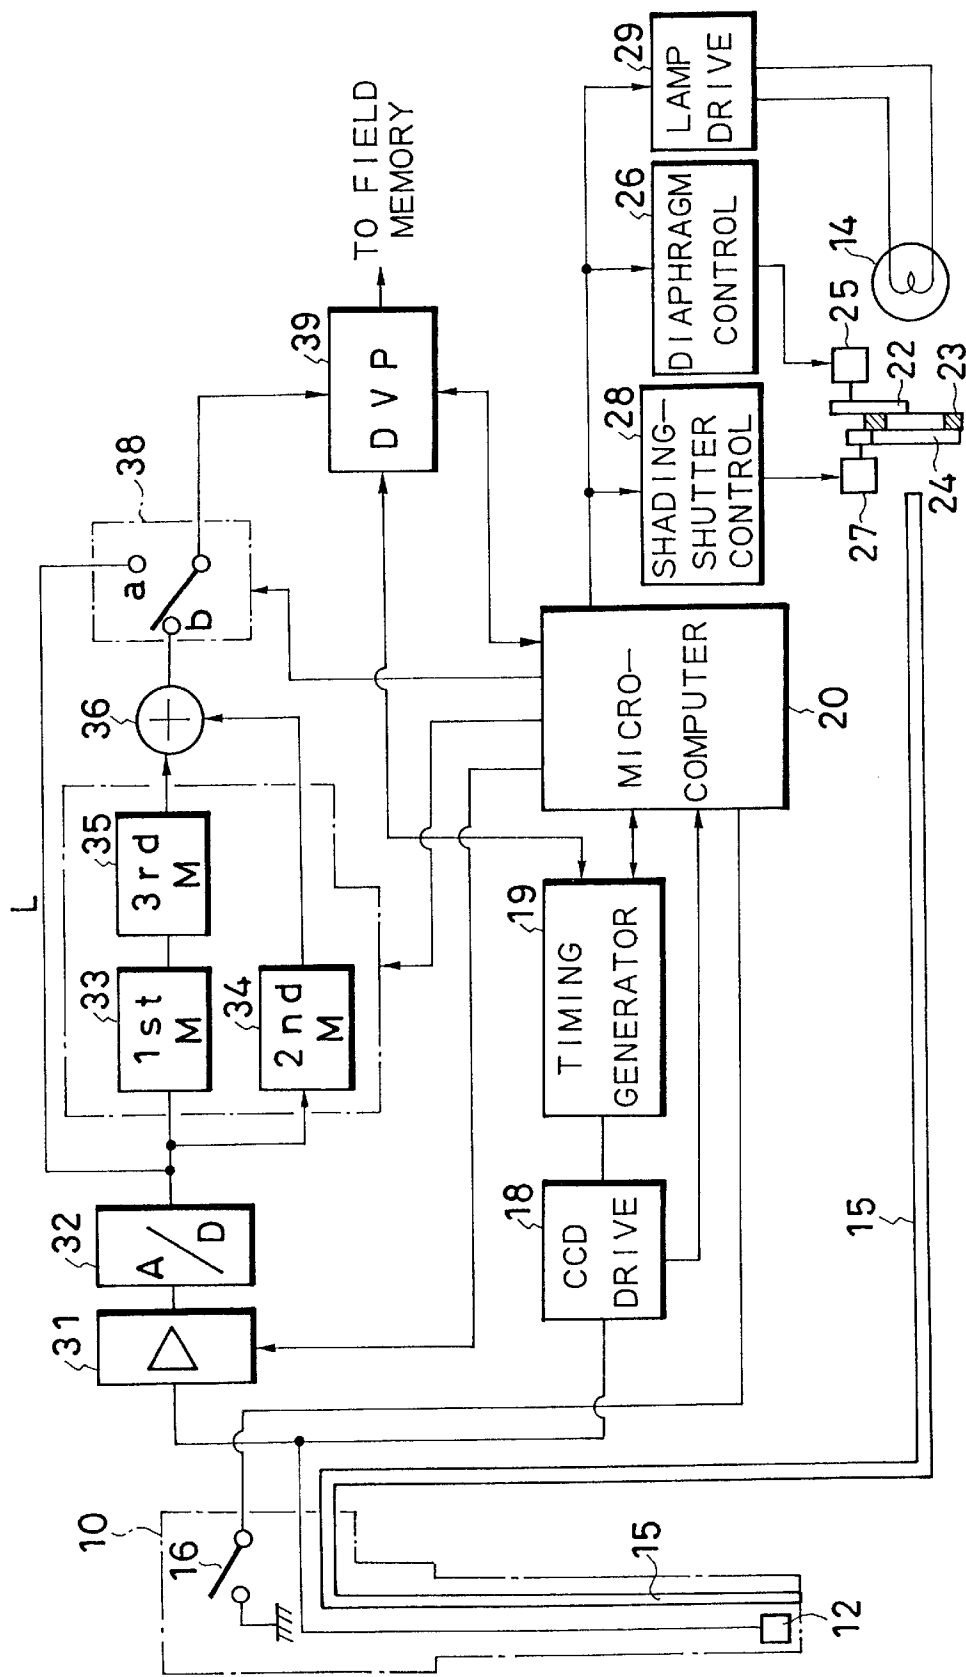 10
16
15
12
31
32
A/D
L
33
1st
M
35
3rd
M
34
2nd
M
36
38
a
b
39
DVP
TO FIELD
MEMORY
18
CCD
DRIVE
19
TIMING
GENERATOR
MICRO-
COMPUTER
20
28
SHADING-
SHUTTER
CONTROL
26
DIAPHRAGM
CONTROL
29
LAMP
DRIVE
15
27
24
25
22
23
14